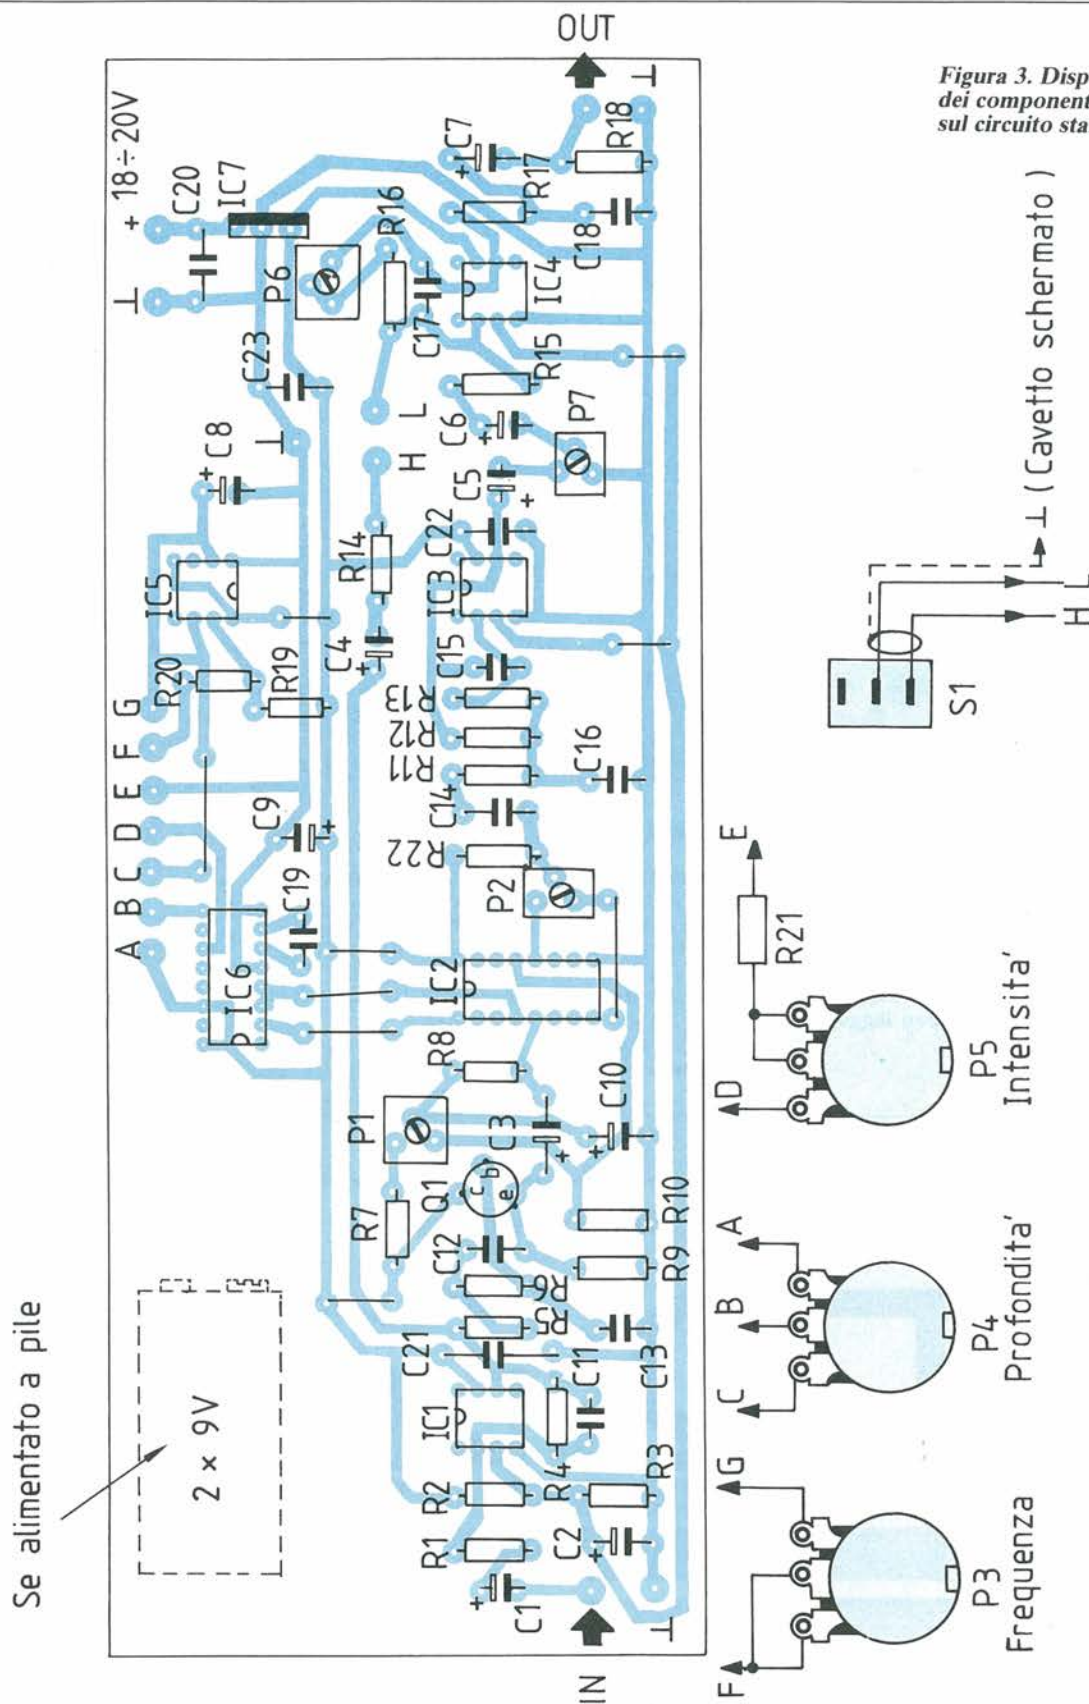 OUT
Figura 3. Disp
dei component
sul circuito sta
+ 18÷20V
⊥
C20
IC7
C7
R18
⊥
R17
R16
P6
C18
IC4
C17
C23
R15
L
P7
C6
C8
⊥
H
C5
C22
R14
IC5
IC3
C4
C15
R20
R19
R13
R12
R11
C16
C14
G
F
E
D
C
B
A
C9
C19
R22
P2
P IC6
IC2
R8
P1
C3
C10
Q1
c
b
e
R7
C12
R10
R9
R6
R5
C21
C11
C13
IC1
R2
R4
R3
R1
C2
C1
IN
⊥
Se alimentato a pile
2 × 9V
⊥ (Cavetto schermato)
L
H
S1
E
R21
D
P5
Intensita'
A
B
C
P4
Profondita'
G
F
P3
Frequenza